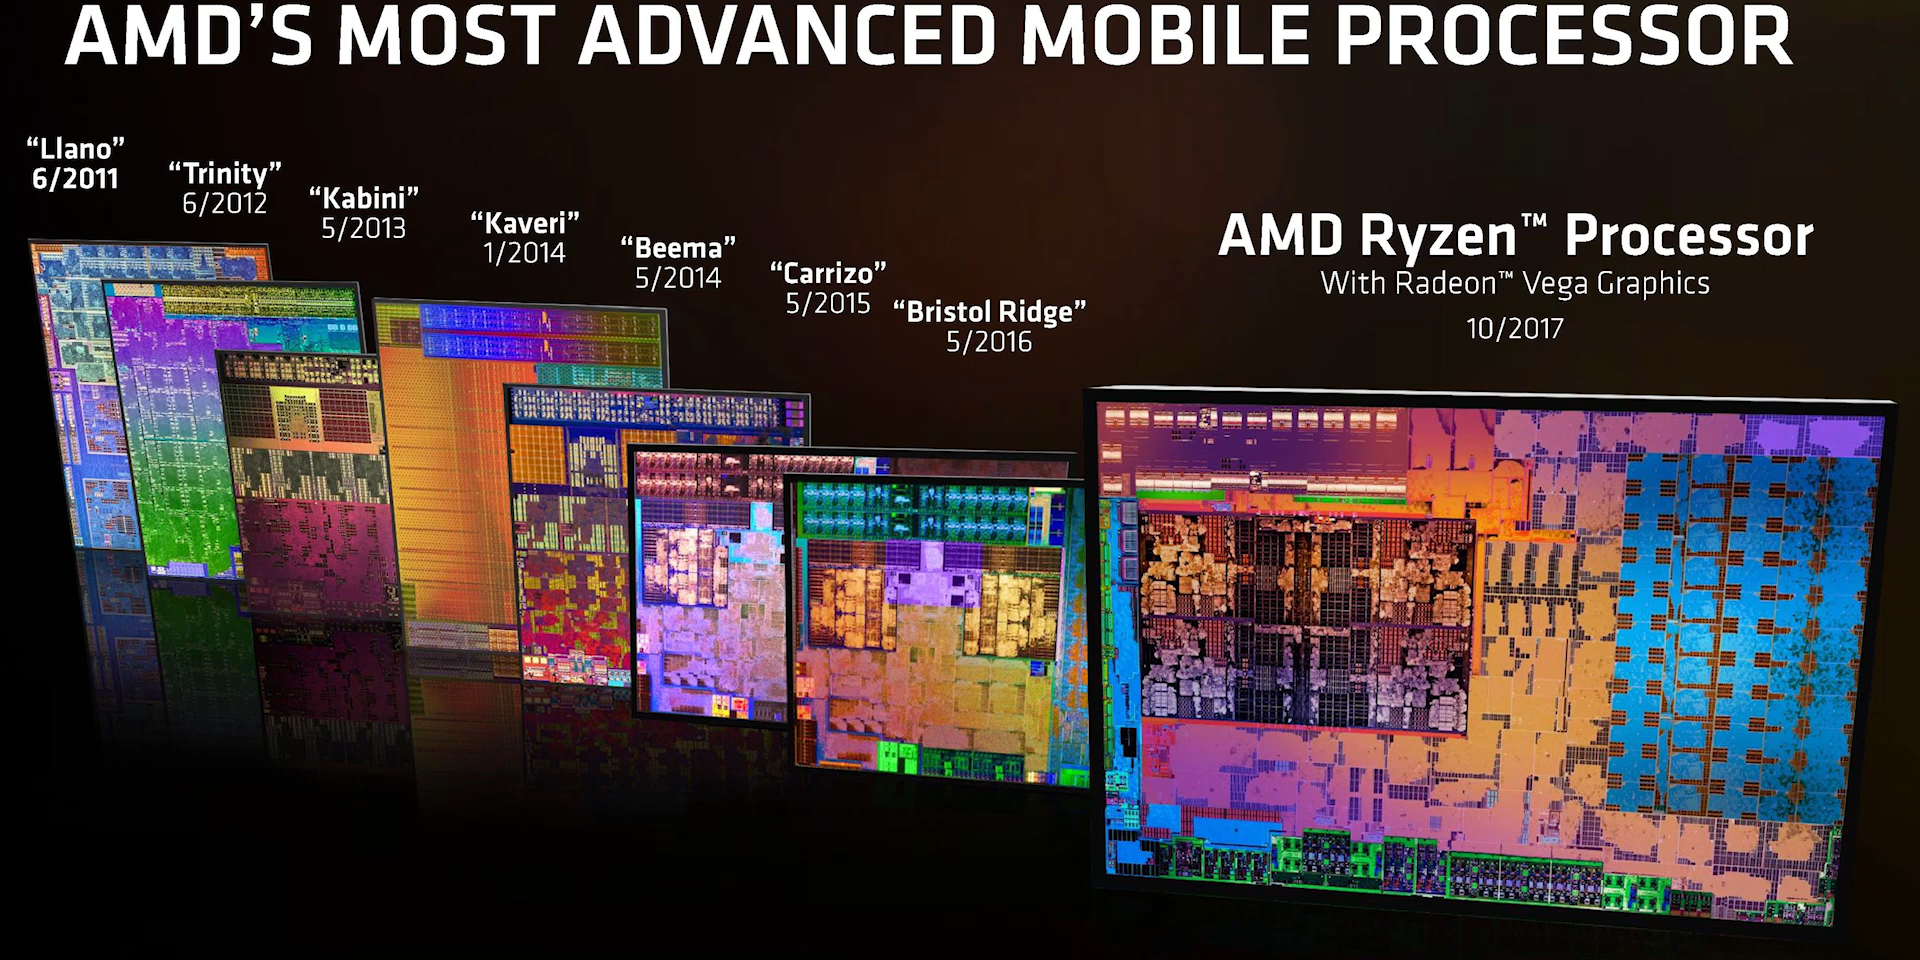 AMD’S MOST ADVANCED MOBILE PROCESSOR
“Llano”
6/2011
“Trinity”
6/2012
“Kabini”
5/2013
“Kaveri”
1/2014
“Beema”
5/2014
“Carrizo”
5/2015
“Bristol Ridge”
5/2016
AMD Ryzen™ Processor
With Radeon™ Vega Graphics
10/2017